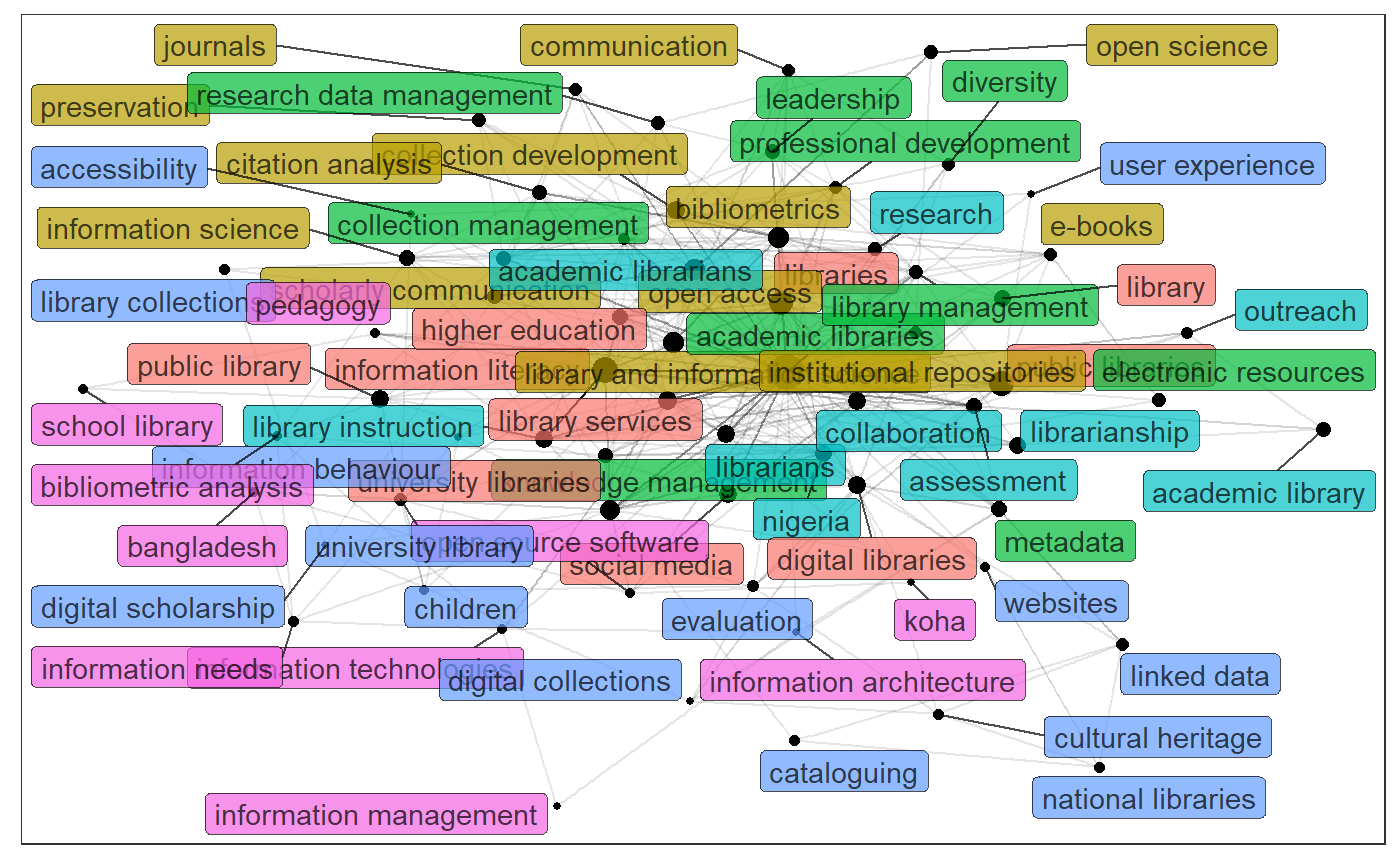 journals
communication
open science
research data management
diversity
preservation
leadership
professional development
accessibility
citation analysis
collection development
user experience
bibliometrics
research
information science
collection management
e-books
academic librarians
libraries
library collections
pedagogy
scholarly communication
open access
library management
library
outreach
higher education
academic libraries
public library
information literacy
library and information science
institutional repositories
public libraries
electronic resources
school library
library instruction
library services
collaboration
librarianship
information behaviour
bibliometric analysis
university libraries
knowledge management
librarians
assessment
academic library
nigeria
bangladesh
university library
open source software
social media
digital libraries
metadata
digital scholarship
children
evaluation
koha
websites
information needs
information technologies
digital collections
information architecture
linked data
cultural heritage
cataloguing
national libraries
information management